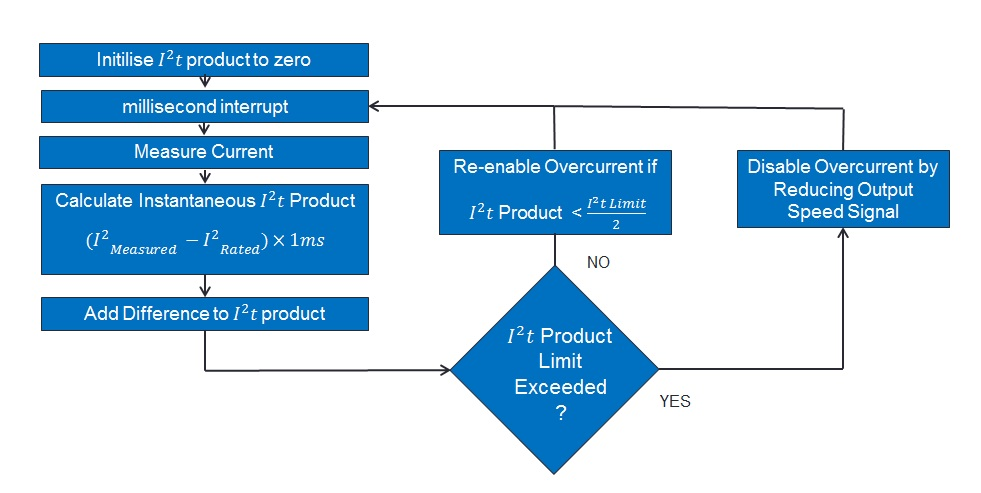 Initilise I²t product to zero
millisecond interrupt
Measure Current
Calculate Instantaneous I²t Product
(I²Measured − I²Rated) × 1ms
Add Difference to I²t product
Re-enable Overcurrent if
I²t Product < I²t Limit / 2
Disable Overcurrent by
Reducing Output
Speed Signal
NO
I²t Product
Limit
Exceeded
?
YES